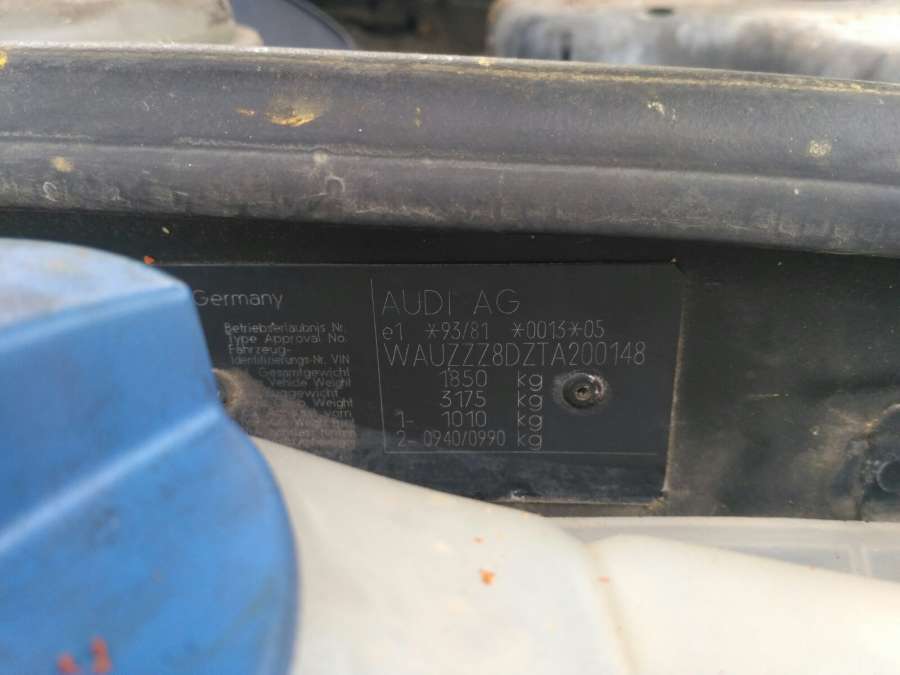 Germany
AUDI AG
Betriebserlaubnis Nr.
Type Approval No.
e1 *93/81 *0013*05
Fahrzeug-
Identifizierungs-Nr. VIN
WAUZZZ8DZTA200148
Gesamtgewicht
Vehicle Weight
1850 kg
Weight
3175 kg
1- 1010 kg
2- 0940/0990 kg